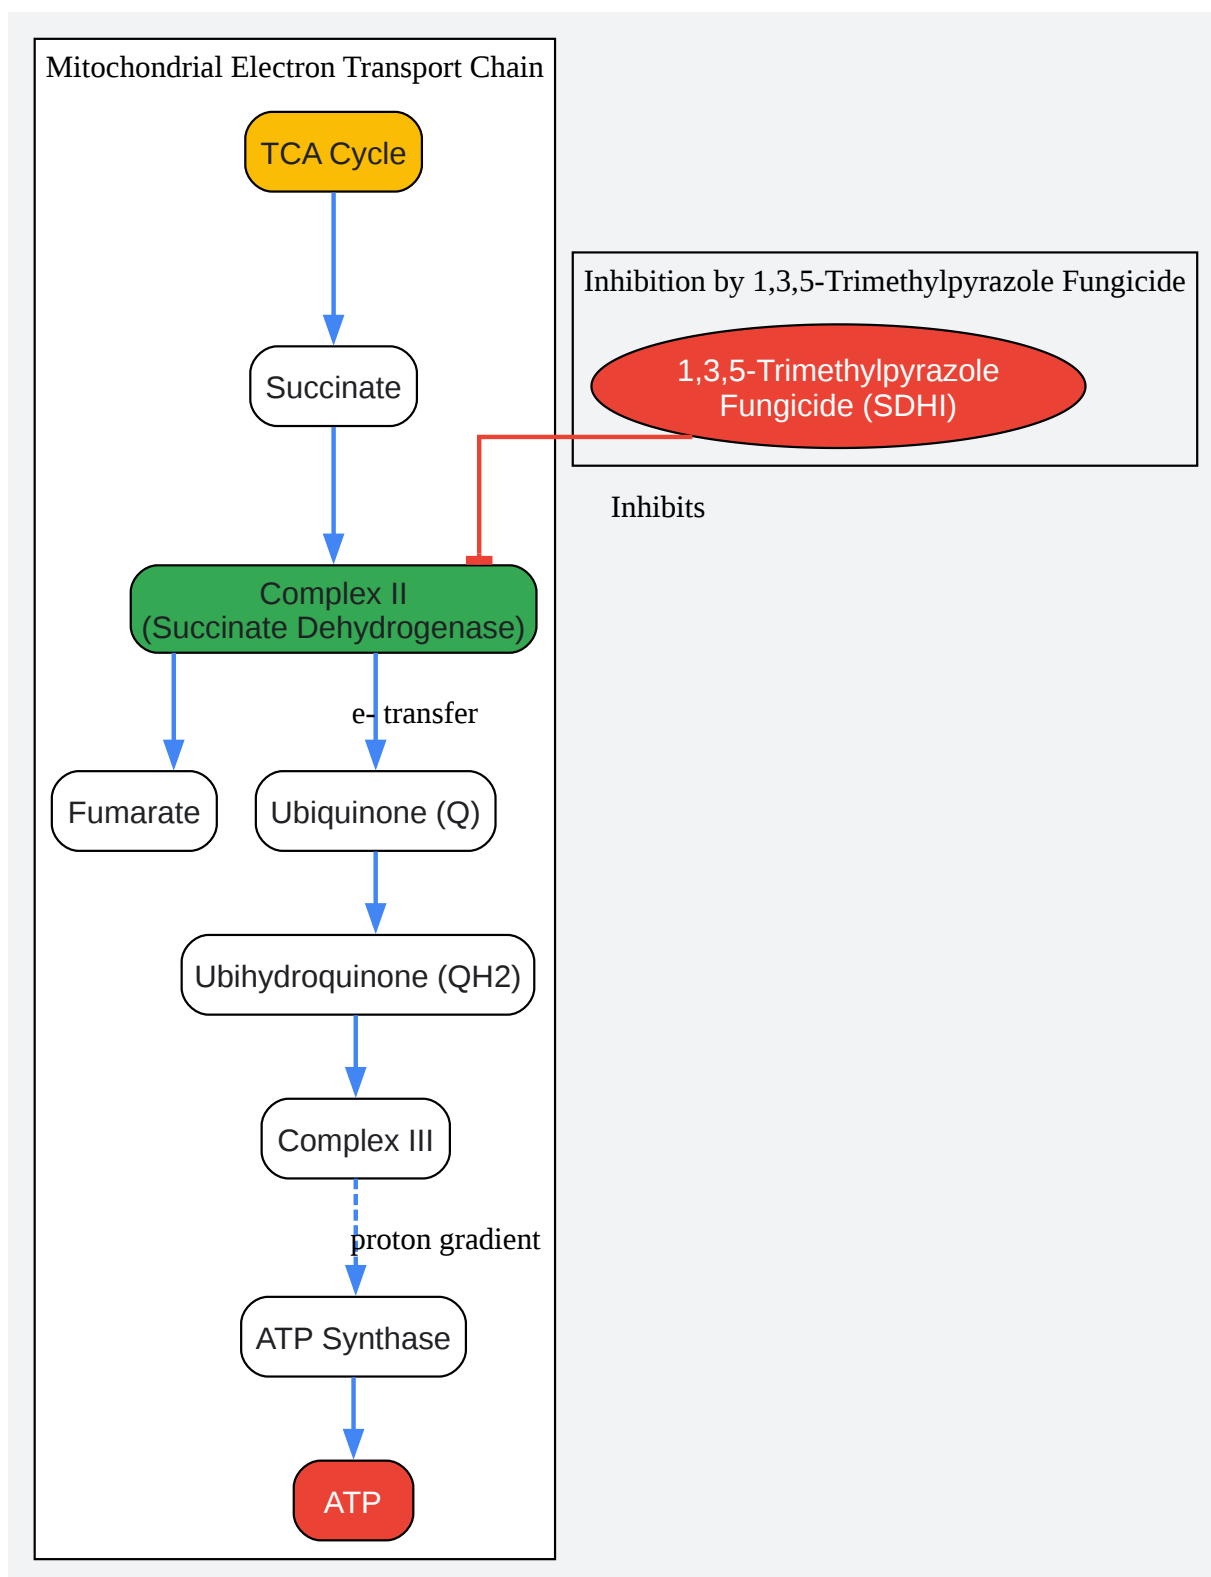 Mitochondrial Electron Transport Chain
TCA Cycle
Inhibition by 1,3,5-Trimethylpyrazole Fungicide
1,3,5-Trimethylpyrazole
Fungicide (SDHI)
Succinate
Inhibits
Complex II
(Succinate Dehydrogenase)
e- transfer
Fumarate
Ubiquinone (Q)
Ubihydroquinone (QH2)
Complex III
proton gradient
ATP Synthase
ATP